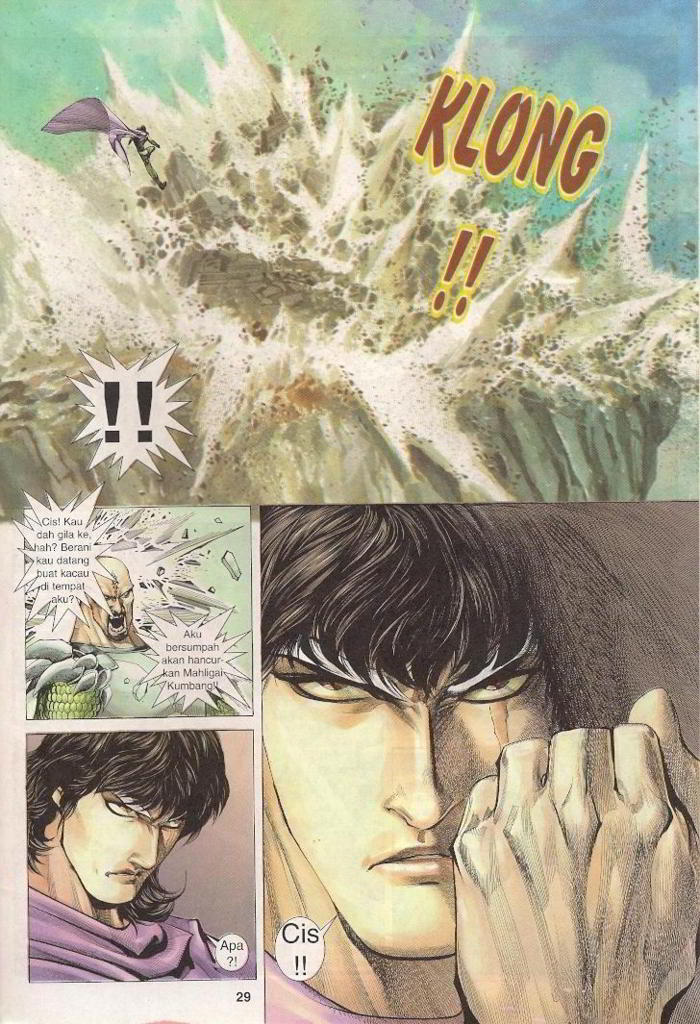 KLONG
!!
!!
Cis! Kau
dah gila ke,
hah? Berani
kau datang
buat kacau
di tempat
aku?
Aku
bersumpah
akan hancur-
kan Mahligai
Kumbang!!
Apa
?!
Cis
!!
29